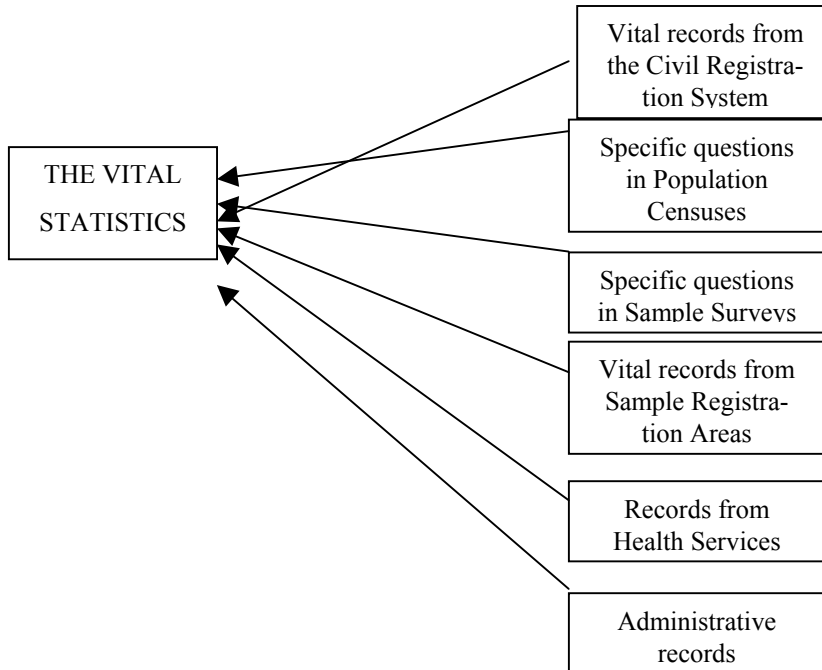 THE VITAL
STATISTICS
Vital records from
the Civil Registra-
tion System
Specific questions
in Population
Censuses
Specific questions
in Sample Surveys
Vital records from
Sample Registra-
tion Areas
Records from
Health Services
Administrative
records